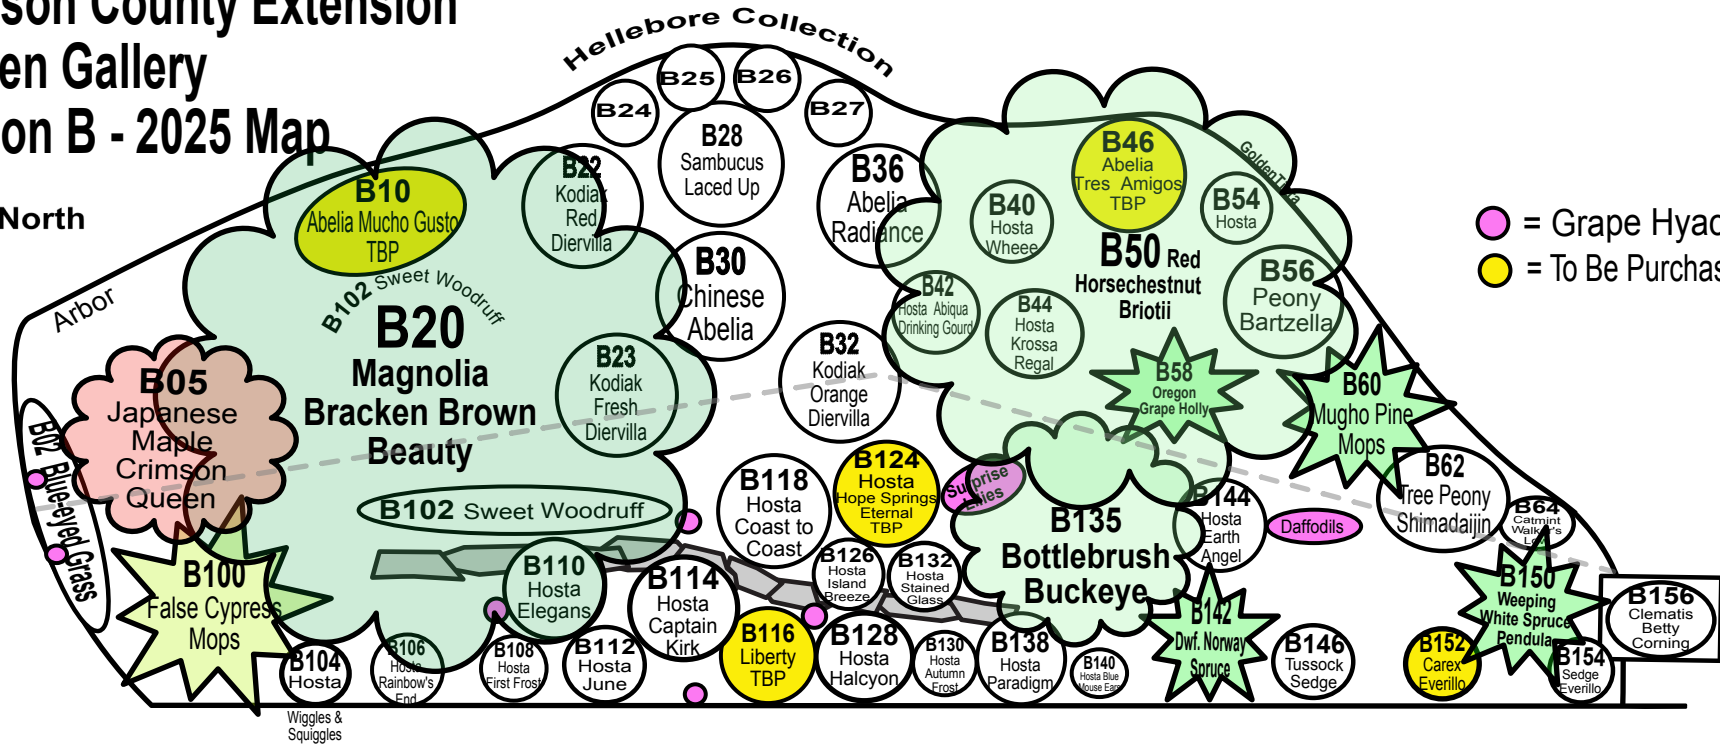 son County Extension
en Gallery
on B - 2025 Map
North
Hellebore Collection
B24
B25
B26
B27
B28
Sambucus
Laced Up
B10
Abelia Mucho Gusto
TBP
B22
Kodiak
Red
Diervilla
B36
Abelia
Radiance
B46
Abelia
Tres Amigos
TBP
B40
Hosta
Wheee
B54
Hosta
B50 Red
Horsechestnut
Briotii
B56
Peony
Bartzella
= Grape Hyac
= To Be Purchas
Arbor
B102 Sweet Woodruff
B20
Magnolia
Bracken Brown
Beauty
B30
Chinese
Abelia
B42
Hosta Abiqua
Drinking Gourd
B44
Hosta
Krossa
Regal
B23
Kodiak
Fresh
Diervilla
B32
Kodiak
Orange
Diervilla
B58
Oregon
Grape Holly
B60
Mugho Pine
Mops
B05
Japanese
Maple
Crimson
Queen
B02 Blue-eyed Grass
B102 Sweet Woodruff
B118
Hosta
Coast to
Coast
B124
Hosta
Hope Springs
Eternal
TBP
Surprise
Lilies
B135
Bottlebrush
Buckeye
B144
Hosta
Earth
Angel
Daffodils
B62
Tree Peony
Shimadaijin
B64
Catmint
Walker's
B100
False Cypress
Mops
B110
Hosta
Elegans
B114
Hosta
Captain
Kirk
B126
Hosta
Island
Breeze
B132
Hosta
Stained
Glass
B150
Weeping
White Spruce
Pendula
B156
Clematis
Betty
Corning
B104
Hosta
Wiggles &
Squiggles
B106
Hosta
Rainbow's
End
B108
Hosta
First Frost
B112
Hosta
June
B116
Liberty
TBP
B128
Hosta
Halcyon
B130
Hosta
Autumn
Frost
B138
Hosta
Paradigm
B140
Hosta Blue
Mouse Ears
B142
Dwf. Norway
Spruce
B146
Tussock
Sedge
B152
Carex
Everillo
B154
Sedge
Everillo